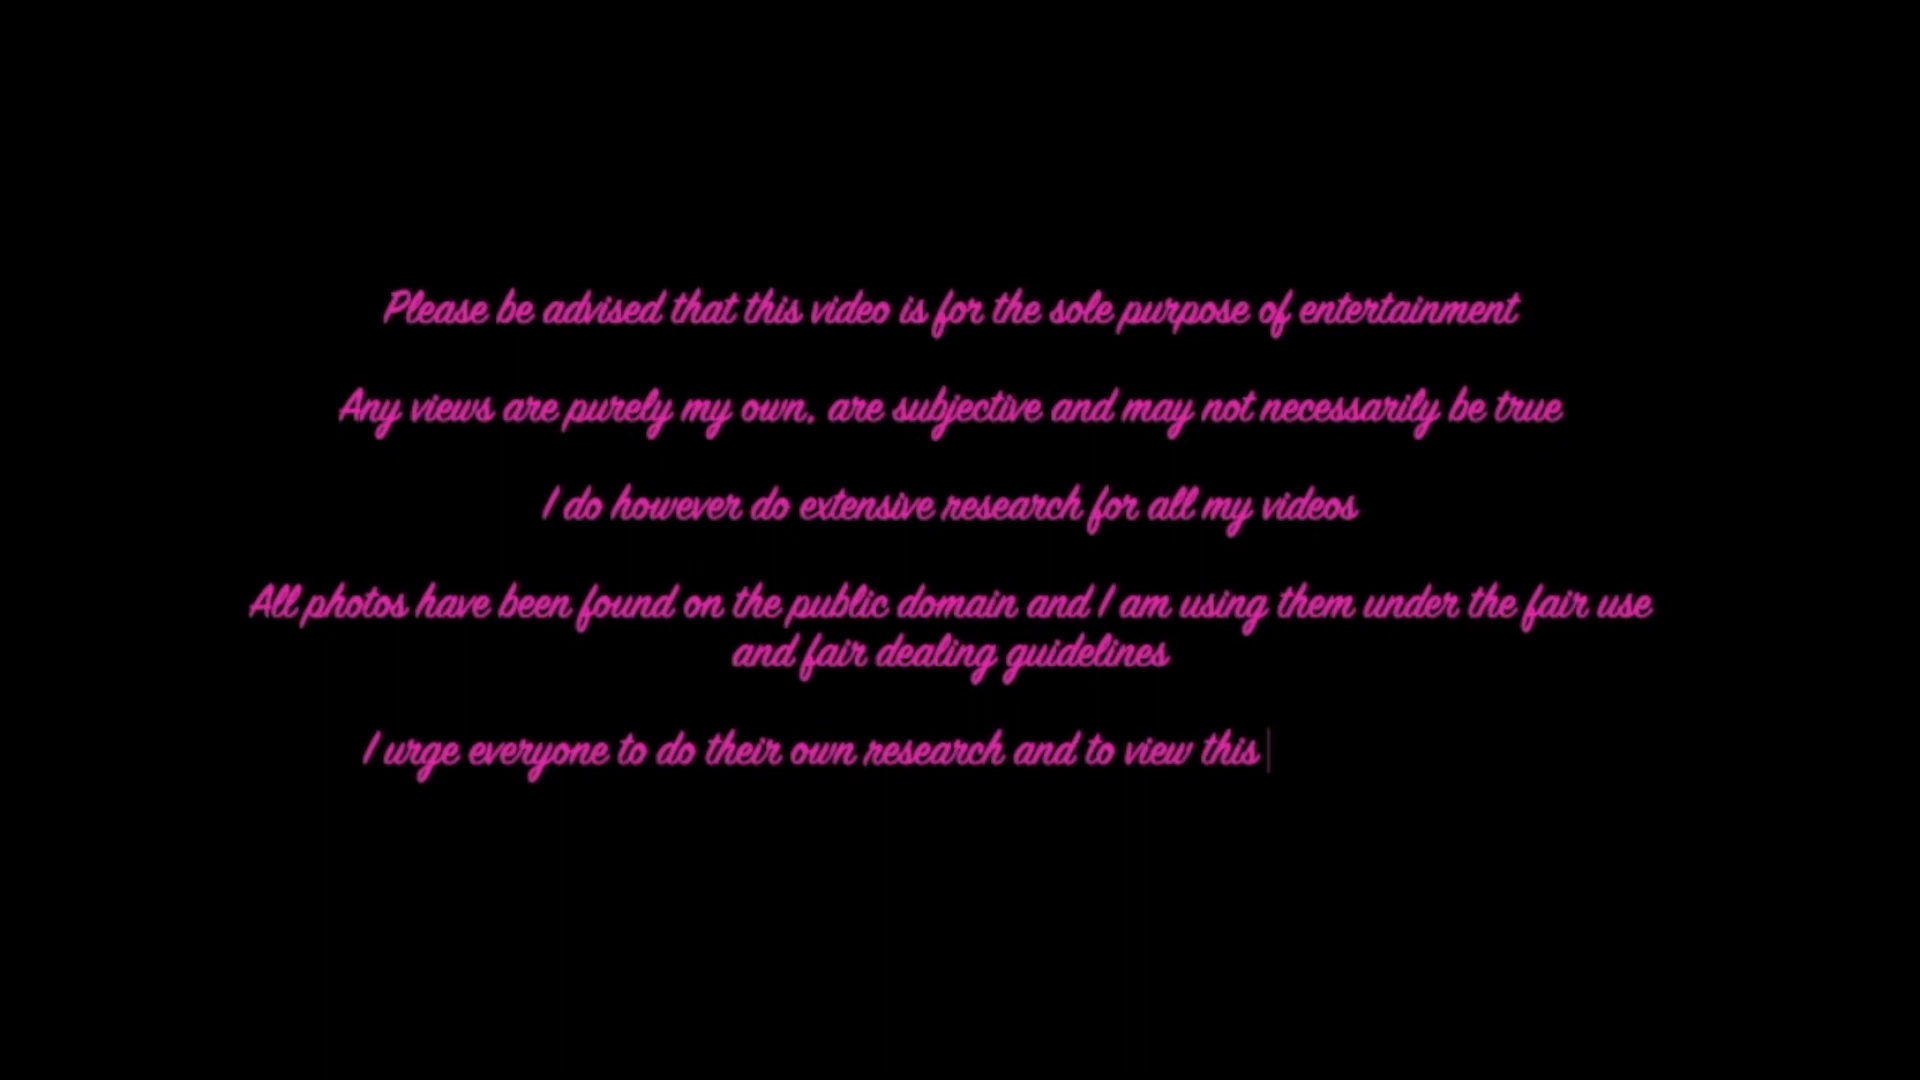 Please be advised that this video is for the sole purpose of entertainment
Any views are purely my own, are subjective and may not necessarily be true
I do however do extensive research for all my videos
All photos have been found on the public domain and I am using them under the fair use
and fair dealing guidelines
I urge everyone to do their own research and to view this